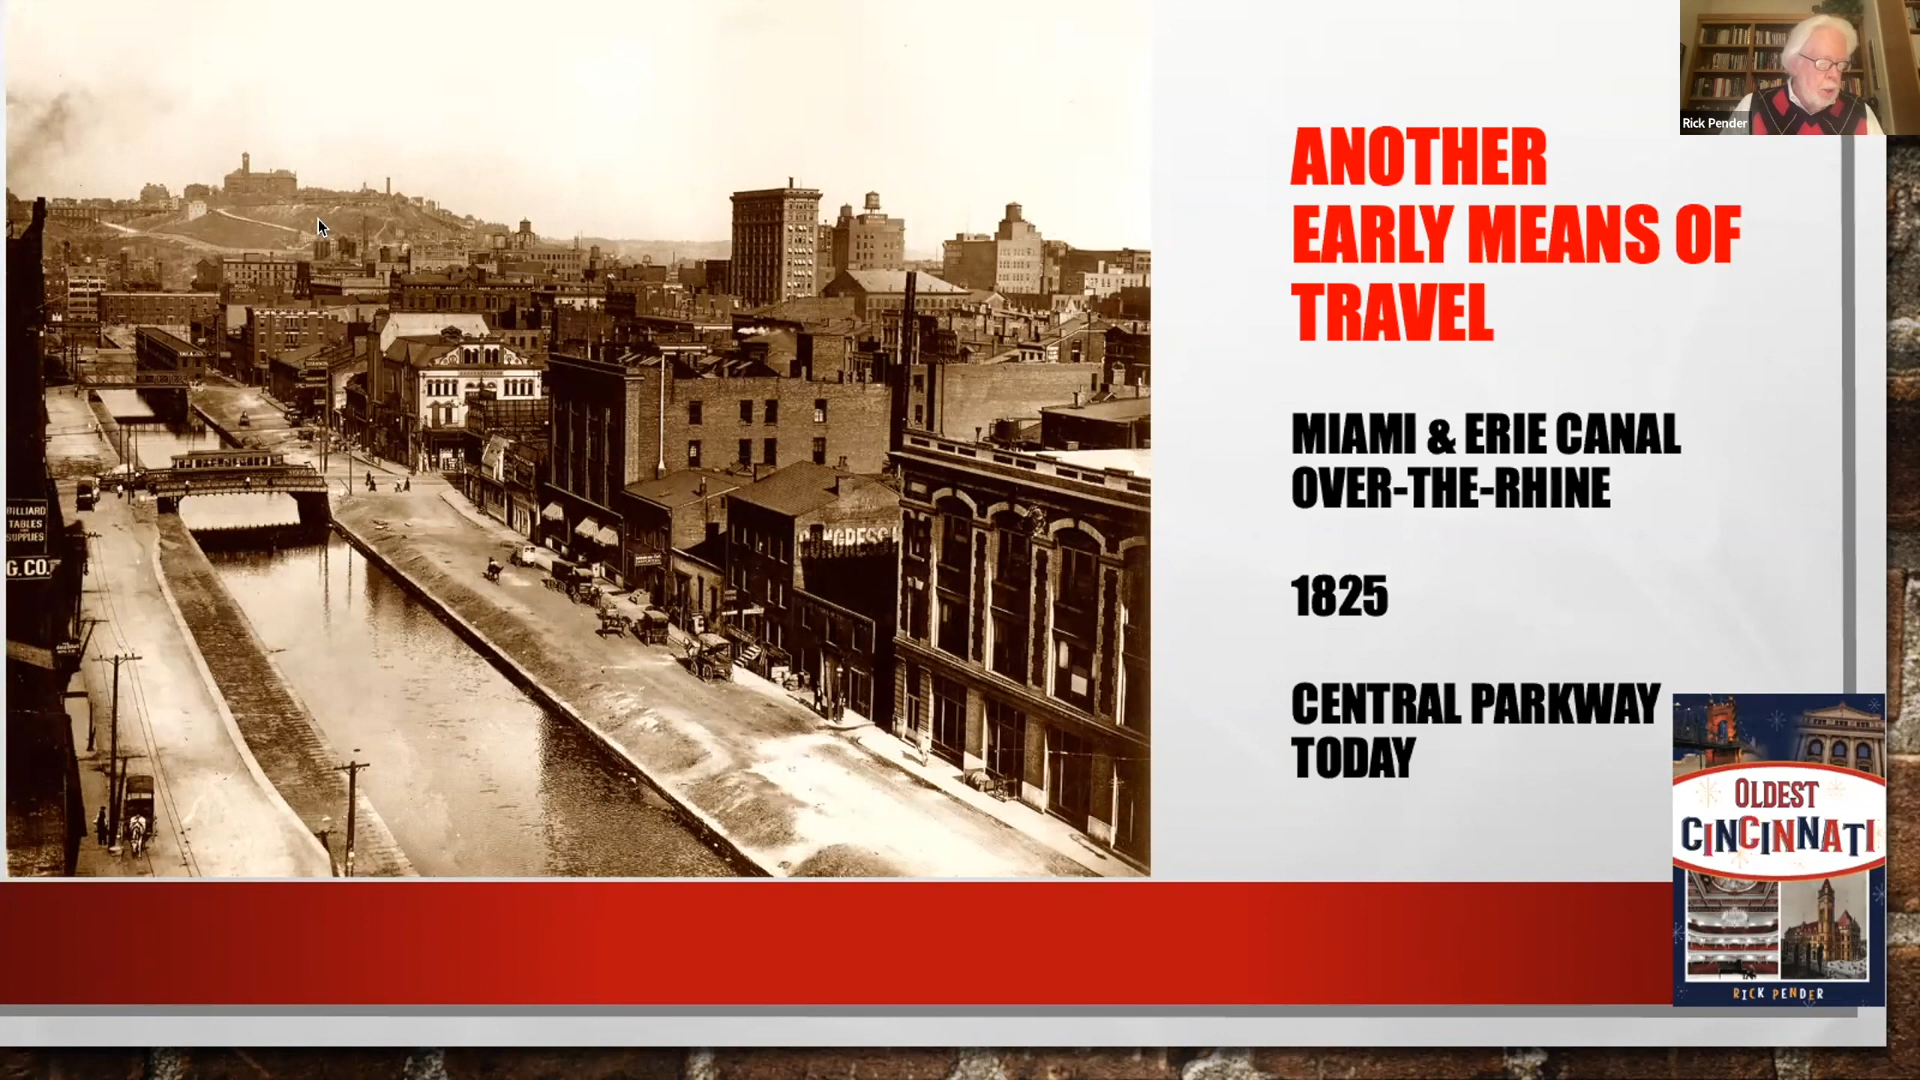 Rick Pender
ANOTHER
EARLY MEANS OF
TRAVEL
MIAMI & ERIE CANAL
OVER-THE-RHINE
1825
CENTRAL PARKWAY
TODAY
BILLIARD
TABLES
SUPPLIES
G.CO.
CONGRESS
OLDEST
CINCINNATI
RICK PENDER